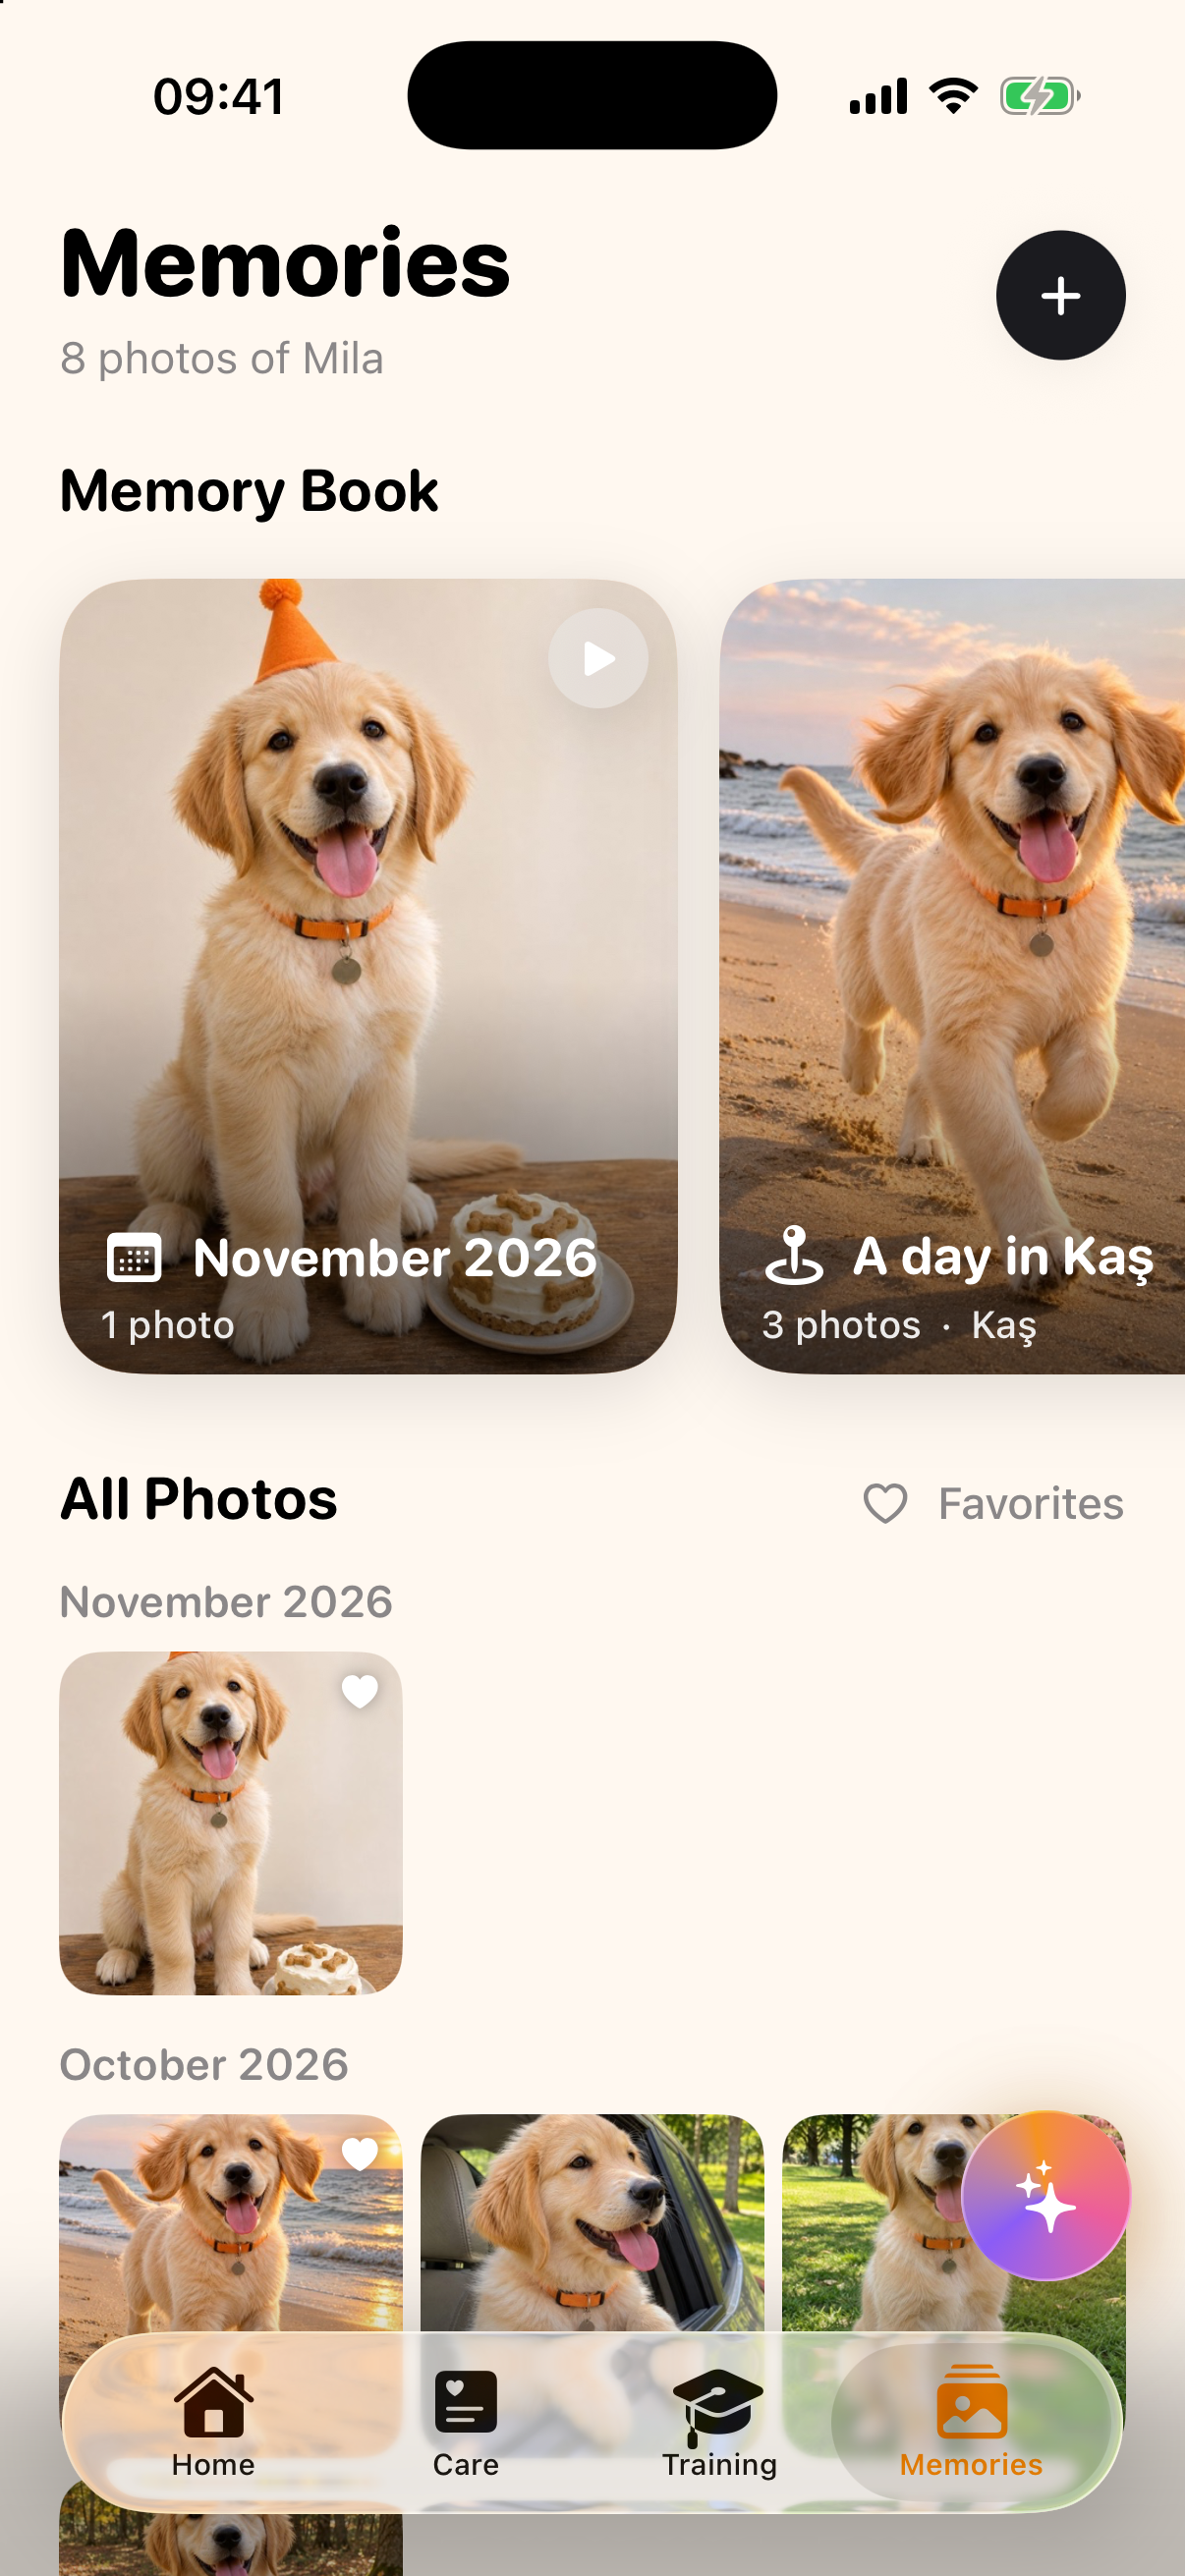 09:41
Memories
8 photos of Mila
Memory Book
November 2026
1 photo
A day in Kaş
3 photos · Kaş
All Photos
Favorites
November 2026
October 2026
Home
Care
Training
Memories